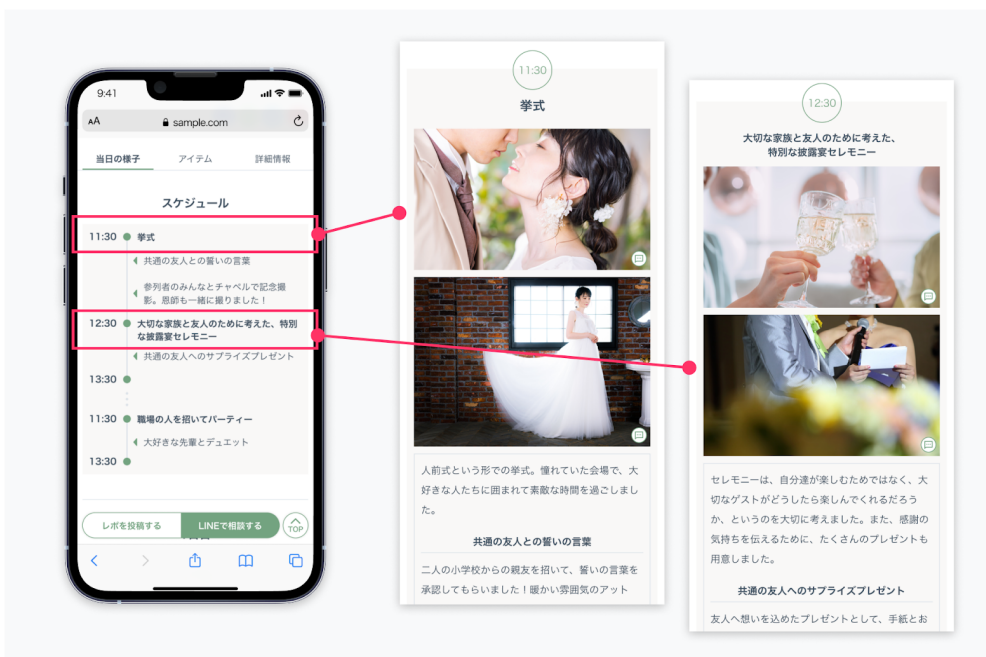 9:41
AA
sample.com
当日の様子
アイテム
詳細情報
スケジュール
11:30
挙式
共通の友人との誓いの言葉
参列者のみんなとチャペルで記念撮
影。恩師も一緒に撮りました！
12:30
大切な家族と友人のために考えた、特別
な披露宴セレモニー
共通の友人へのサプライズプレゼント
13:30
11:30
職場の人を招いてパーティー
大好きな先輩とデュエット
13:30
レポを投稿する
LINEで相談する
TOP
11:30
挙式
人前式という形での挙式。憧れていた会場で、大
好きな人たちに囲まれて素敵な時間を過ごしまし
た。
共通の友人との誓いの言葉
二人の小学校からの親友を招いて、誓いの言葉を
承認してもらいました！暖かい雰囲気のアット
12:30
大切な家族と友人のために考えた、
特別な披露宴セレモニー
セレモニーは、自分達が楽しむためではなく、大
切なゲストがどうしたら楽しんでくれるだろう
か、というのを大切に考えました。また、感謝の
気持ちを伝えるために、たくさんのプレゼントも
用意しました。
共通の友人へのサプライズプレゼント
友人へ想いを込めたプレゼントとして、手紙とお